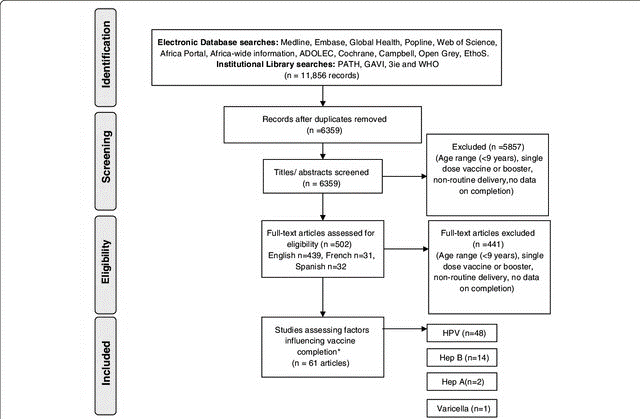 Identification
Electronic Database searches: Medline, Embase, Global Health, Popline, Web of Science,
Africa Portal, Africa-wide information, ADOLEC, Cochrane, Campbell, Open Grey, EthoS.
Institutional Library searches: PATH, GAVI, 3ie and WHO
(n = 11,856 records)
Screening
Records after duplicates removed
(n =6359)
Titles/ abstracts screened
(n = 6359)
Excluded (n =5857)
(Age range (<9 years), single
dose vaccine or booster,
non-routine delivery,no data
on completion)
Eligibility
Full-text articles assessed for
eligibility (n =502)
English n=439, French n=31,
Spanish n=32
Full-text articles excluded
(n =441)
(Age range (<9 years), single
dose vaccine or booster,
non-routine delivery, no data
on completion)
Included
Studies assessing factors
influencing vaccine
completion*
n = 61 articles)
HPV (n=48)
Hep B (n=14)
Hep A(n=2)
Varicella (n=1)